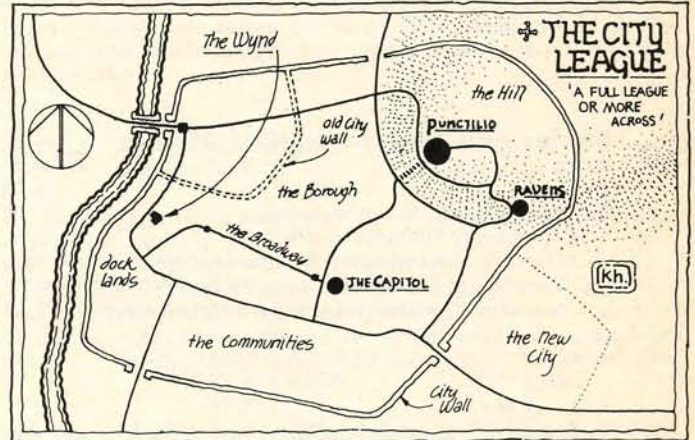 THE CITY
LEAGUE
'A FULL LEAGUE
OR MORE
ACROSS'
The Wynd
the Hill
PUNCTILIO
old City
Wall
RAVENS
the Borough
the Broadway
dock
lands
THE CAPITOL
kh.
the Communities
the New
City
City
Wall